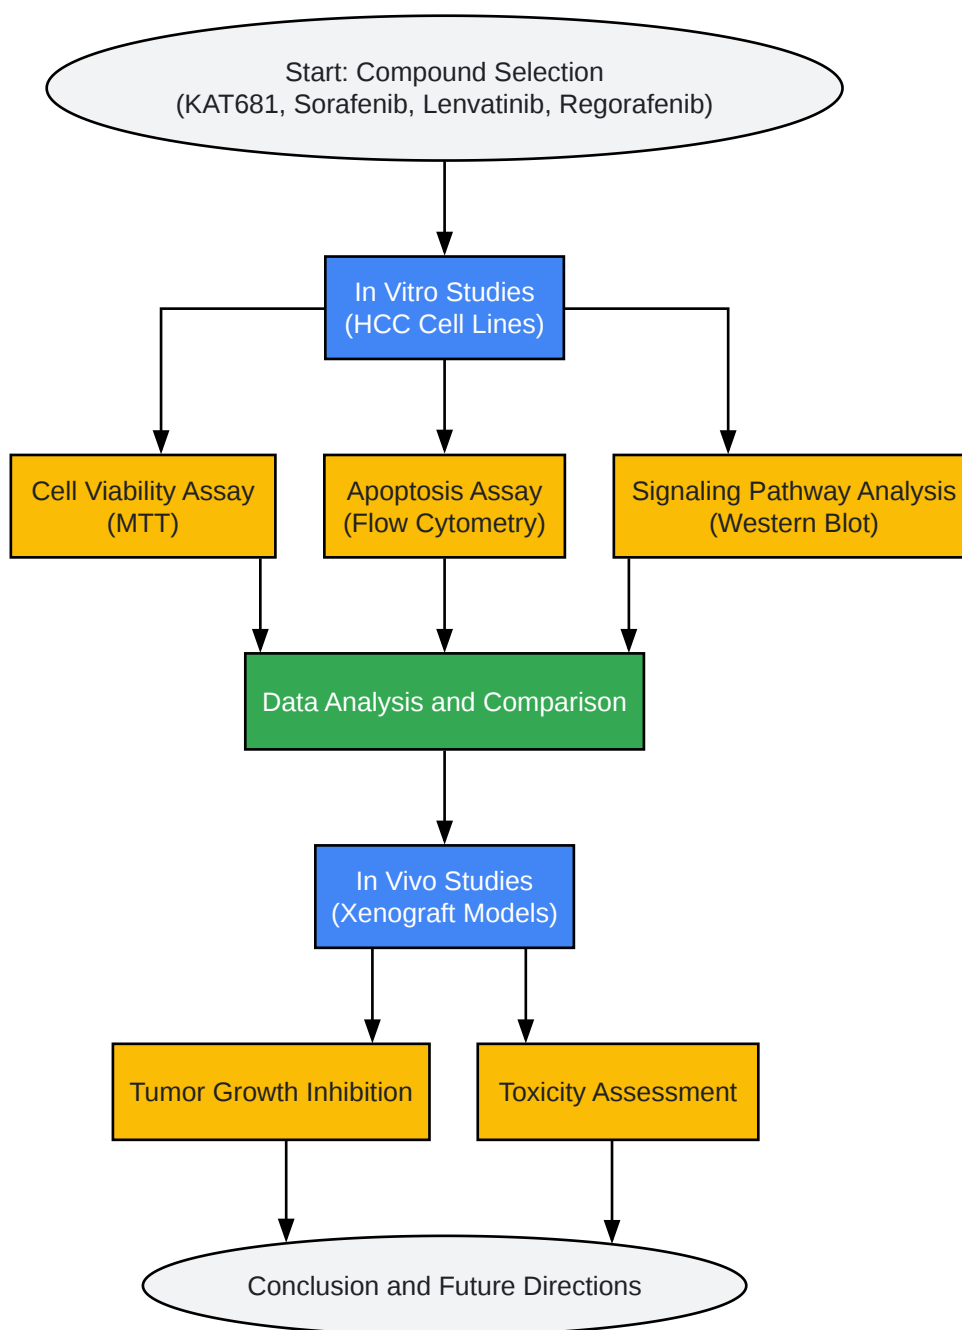 Start: Compound Selection
(KAT681, Sorafenib, Lenvatinib, Regorafenib)
In Vitro Studies
(HCC Cell Lines)
Cell Viability Assay
(MTT)
Apoptosis Assay
(Flow Cytometry)
Signaling Pathway Analysis
(Western Blot)
Data Analysis and Comparison
In Vivo Studies
(Xenograft Models)
Tumor Growth Inhibition
Toxicity Assessment
Conclusion and Future Directions